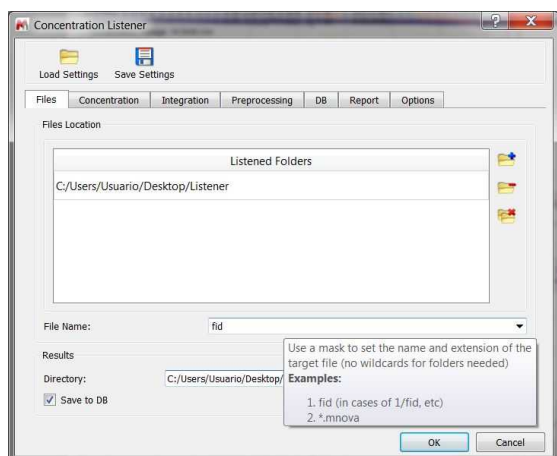 Concentration Listener
Load Settings Save Settings
Files Concentration Integration Preprocessing DB Report Options
Files Location
Listened Folders
C:/Users/Usuario/Desktop/Listener
File Name: fid
Results
Directory: C:/Users/Usuario/Desktop/
Save to DB
Use a mask to set the name and extension of the
target file (no wildcards for folders needed)
Examples:
1. fid (in cases of 1/fid, etc)
2. *.mnova
OK Cancel